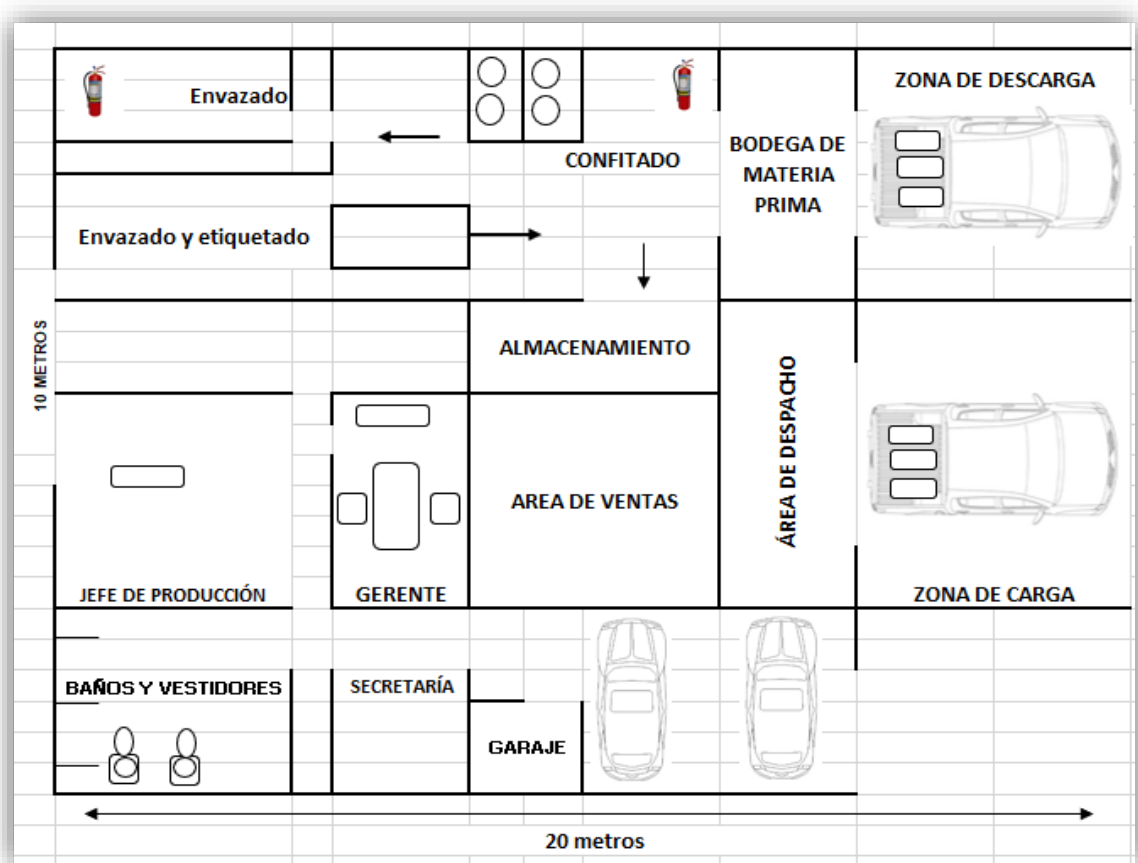 Envazado
ZONA DE DESCARGA
CONFITADO
BODEGA DE
MATERIA
PRIMA
Envazado y etiquetado
10 METROS
ALMACENAMIENTO
ÁREA DE DESPACHO
AREA DE VENTAS
JEFE DE PRODUCCIÓN
GERENTE
ZONA DE CARGA
BAÑOS Y VESTIDORES
SECRETARÍA
GARAJE
20 metros